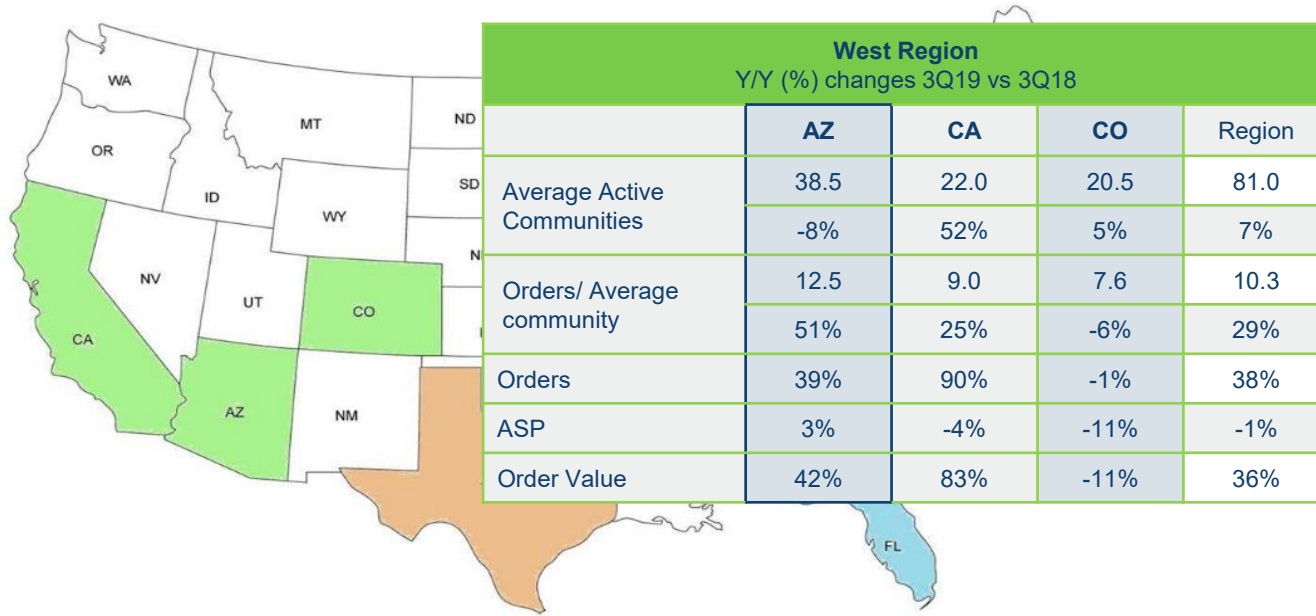 West Region
Y/Y (%) changes 3Q19 vs 3Q18
AZ CA CO Region
Average Active Communities 38.5 22.0 20.5 81.0
-8% 52% 5% 7%
Orders/ Average community 12.5 9.0 7.6 10.3
51% 25% -6% 29%
Orders 39% 90% -1% 38%
ASP 3% -4% -11% -1%
Order Value 42% 83% -11% 36%
WA
MT
ND
OR
ID
SD
WY
NV
UT
CO
CA
AZ
NM
FL